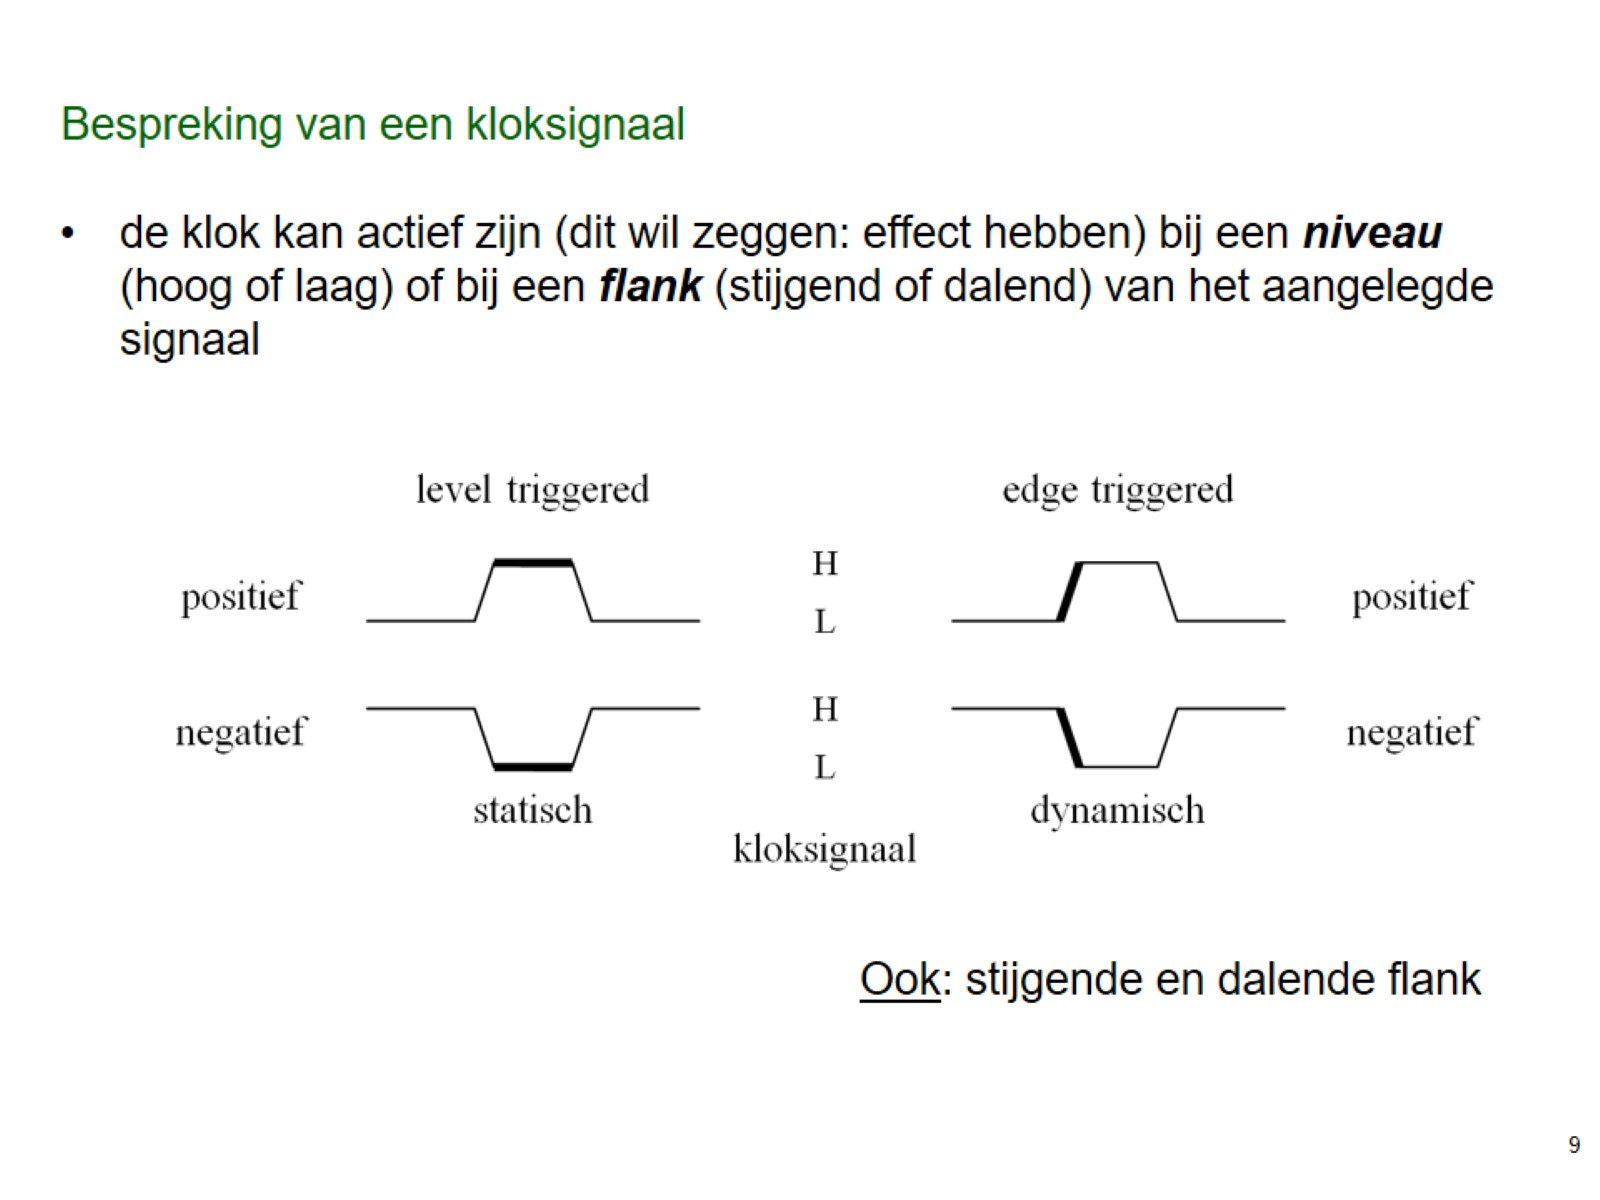 Bespreking van een kloksignaal
• de klok kan actief zijn (dit wil zeggen: effect hebben) bij een niveau
(hoog of laag) of bij een flank (stijgend of dalend) van het aangelegde
signaal
level triggered
edge triggered
positief
H
L
positief
negatief
H
L
negatief
statisch
dynamisch
kloksignaal
Ook: stijgende en dalende flank
9